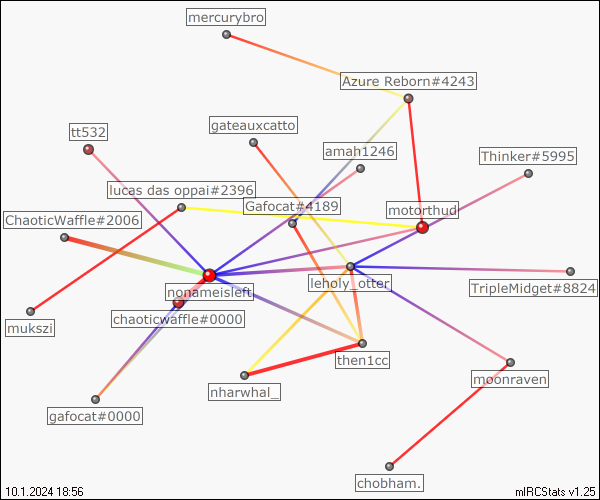 mercurybro
Azure Reborn#4243
gateauxcatto
tt532
amah1246
Thinker#5995
lucas das oppai#2396
Gafocat#4189
motorthud
ChaoticWaffle#2006
leholy_otter
TripleMidget#8824
nonameisleft
chaoticwaffle#0000
mukszi
then1cc
moonraven
nharwhal_
gafocat#0000
chobham.
10.1.2024 18:56
mIRCStats v1.25